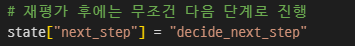 # 재평가 후에는 무조건 다음 단계로 진행
state["next_step"] = "decide_next_step"